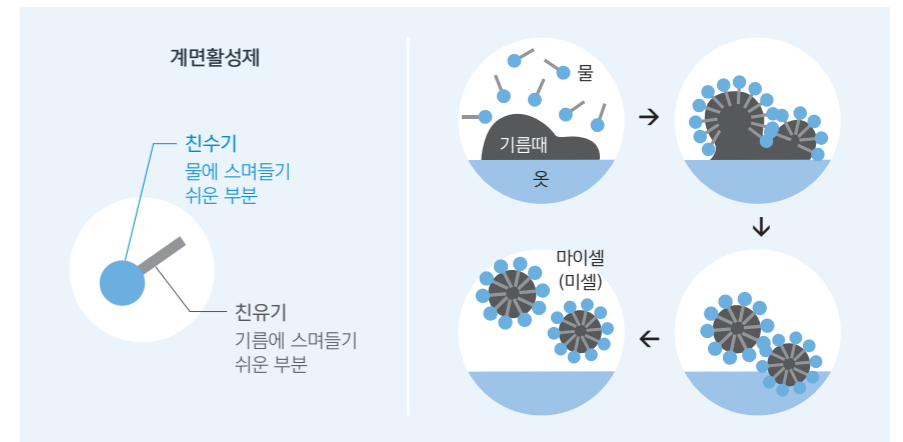 계면활성제
친수기
물에 스며들기
쉬운 부분
친유기
기름에 스며들기
쉬운 부분
물
기름때
옷
마이셀
(미셀)